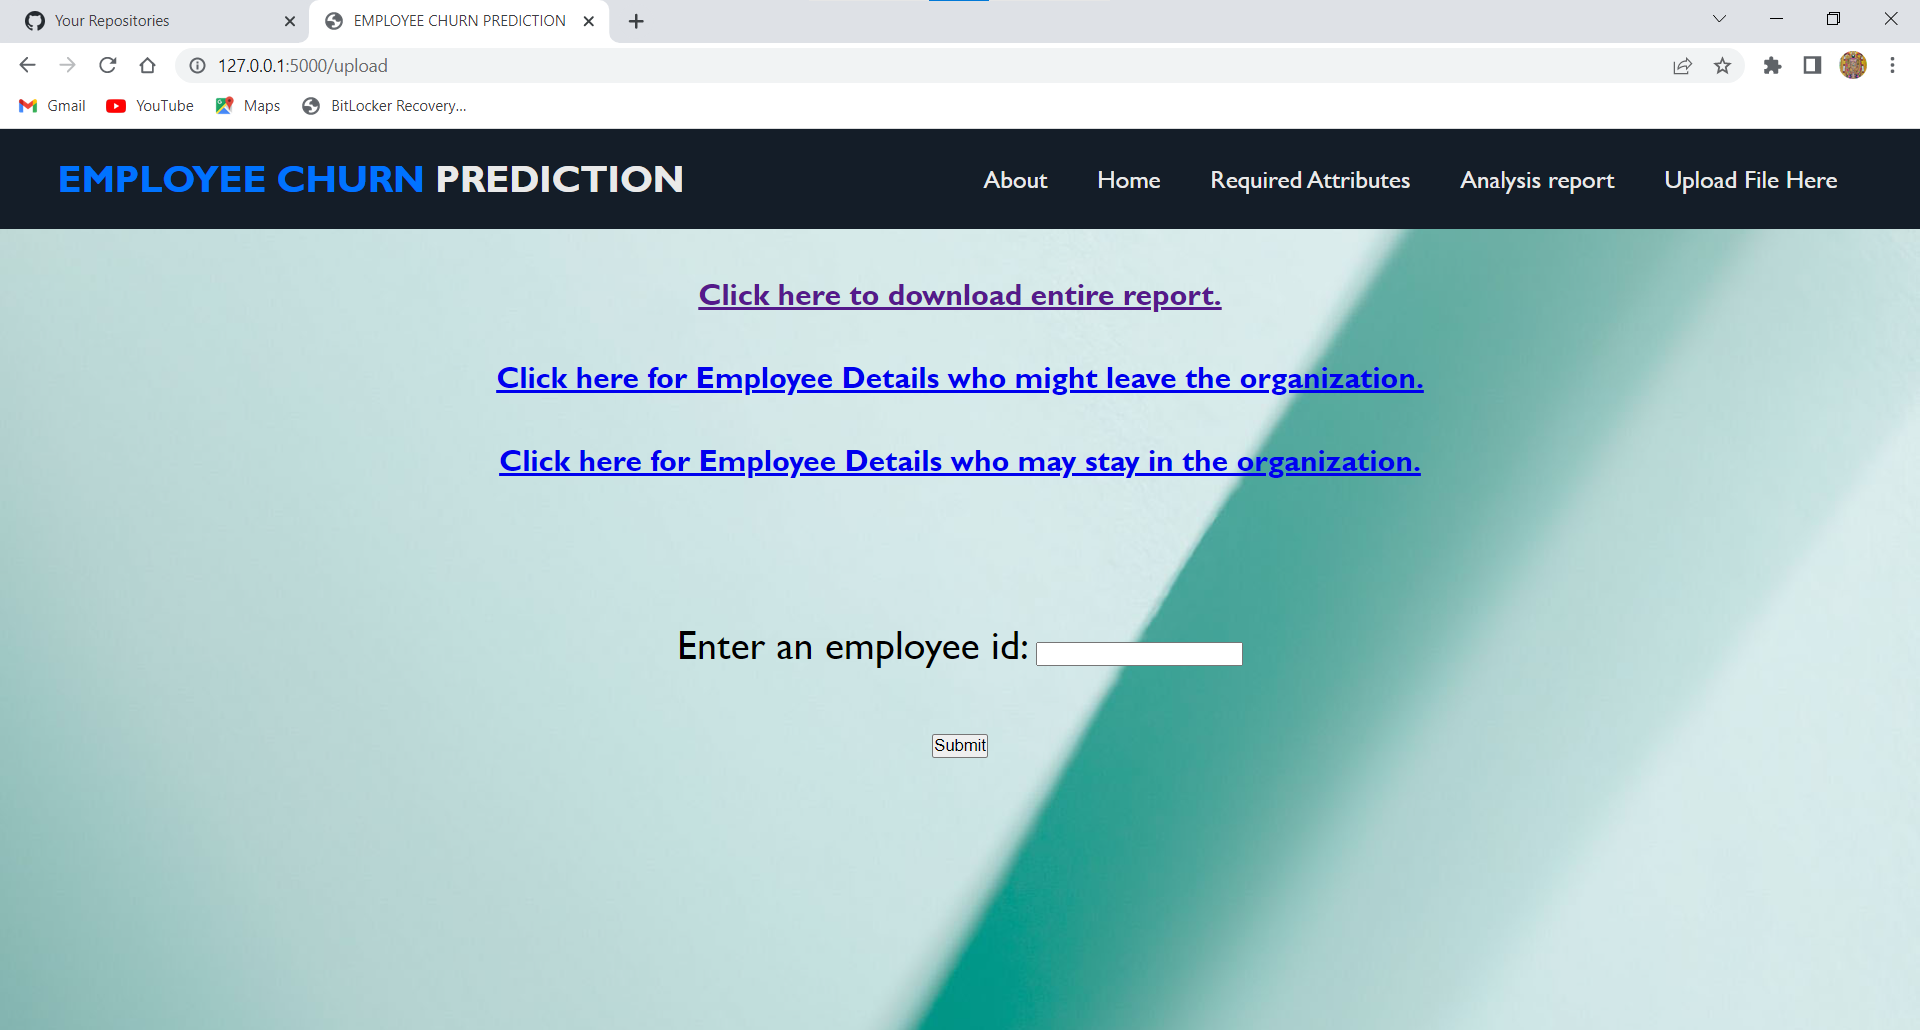 Your Repositories
EMPLOYEE CHURN PREDICTION
127.0.0.1:5000/upload
Gmail
YouTube
Maps
BitLocker Recovery...
EMPLOYEE CHURN PREDICTION
About
Home
Required Attributes
Analysis report
Upload File Here
Click here to download entire report.
Click here for Employee Details who might leave the organization.
Click here for Employee Details who may stay in the organization.
Enter an employee id:
Submit